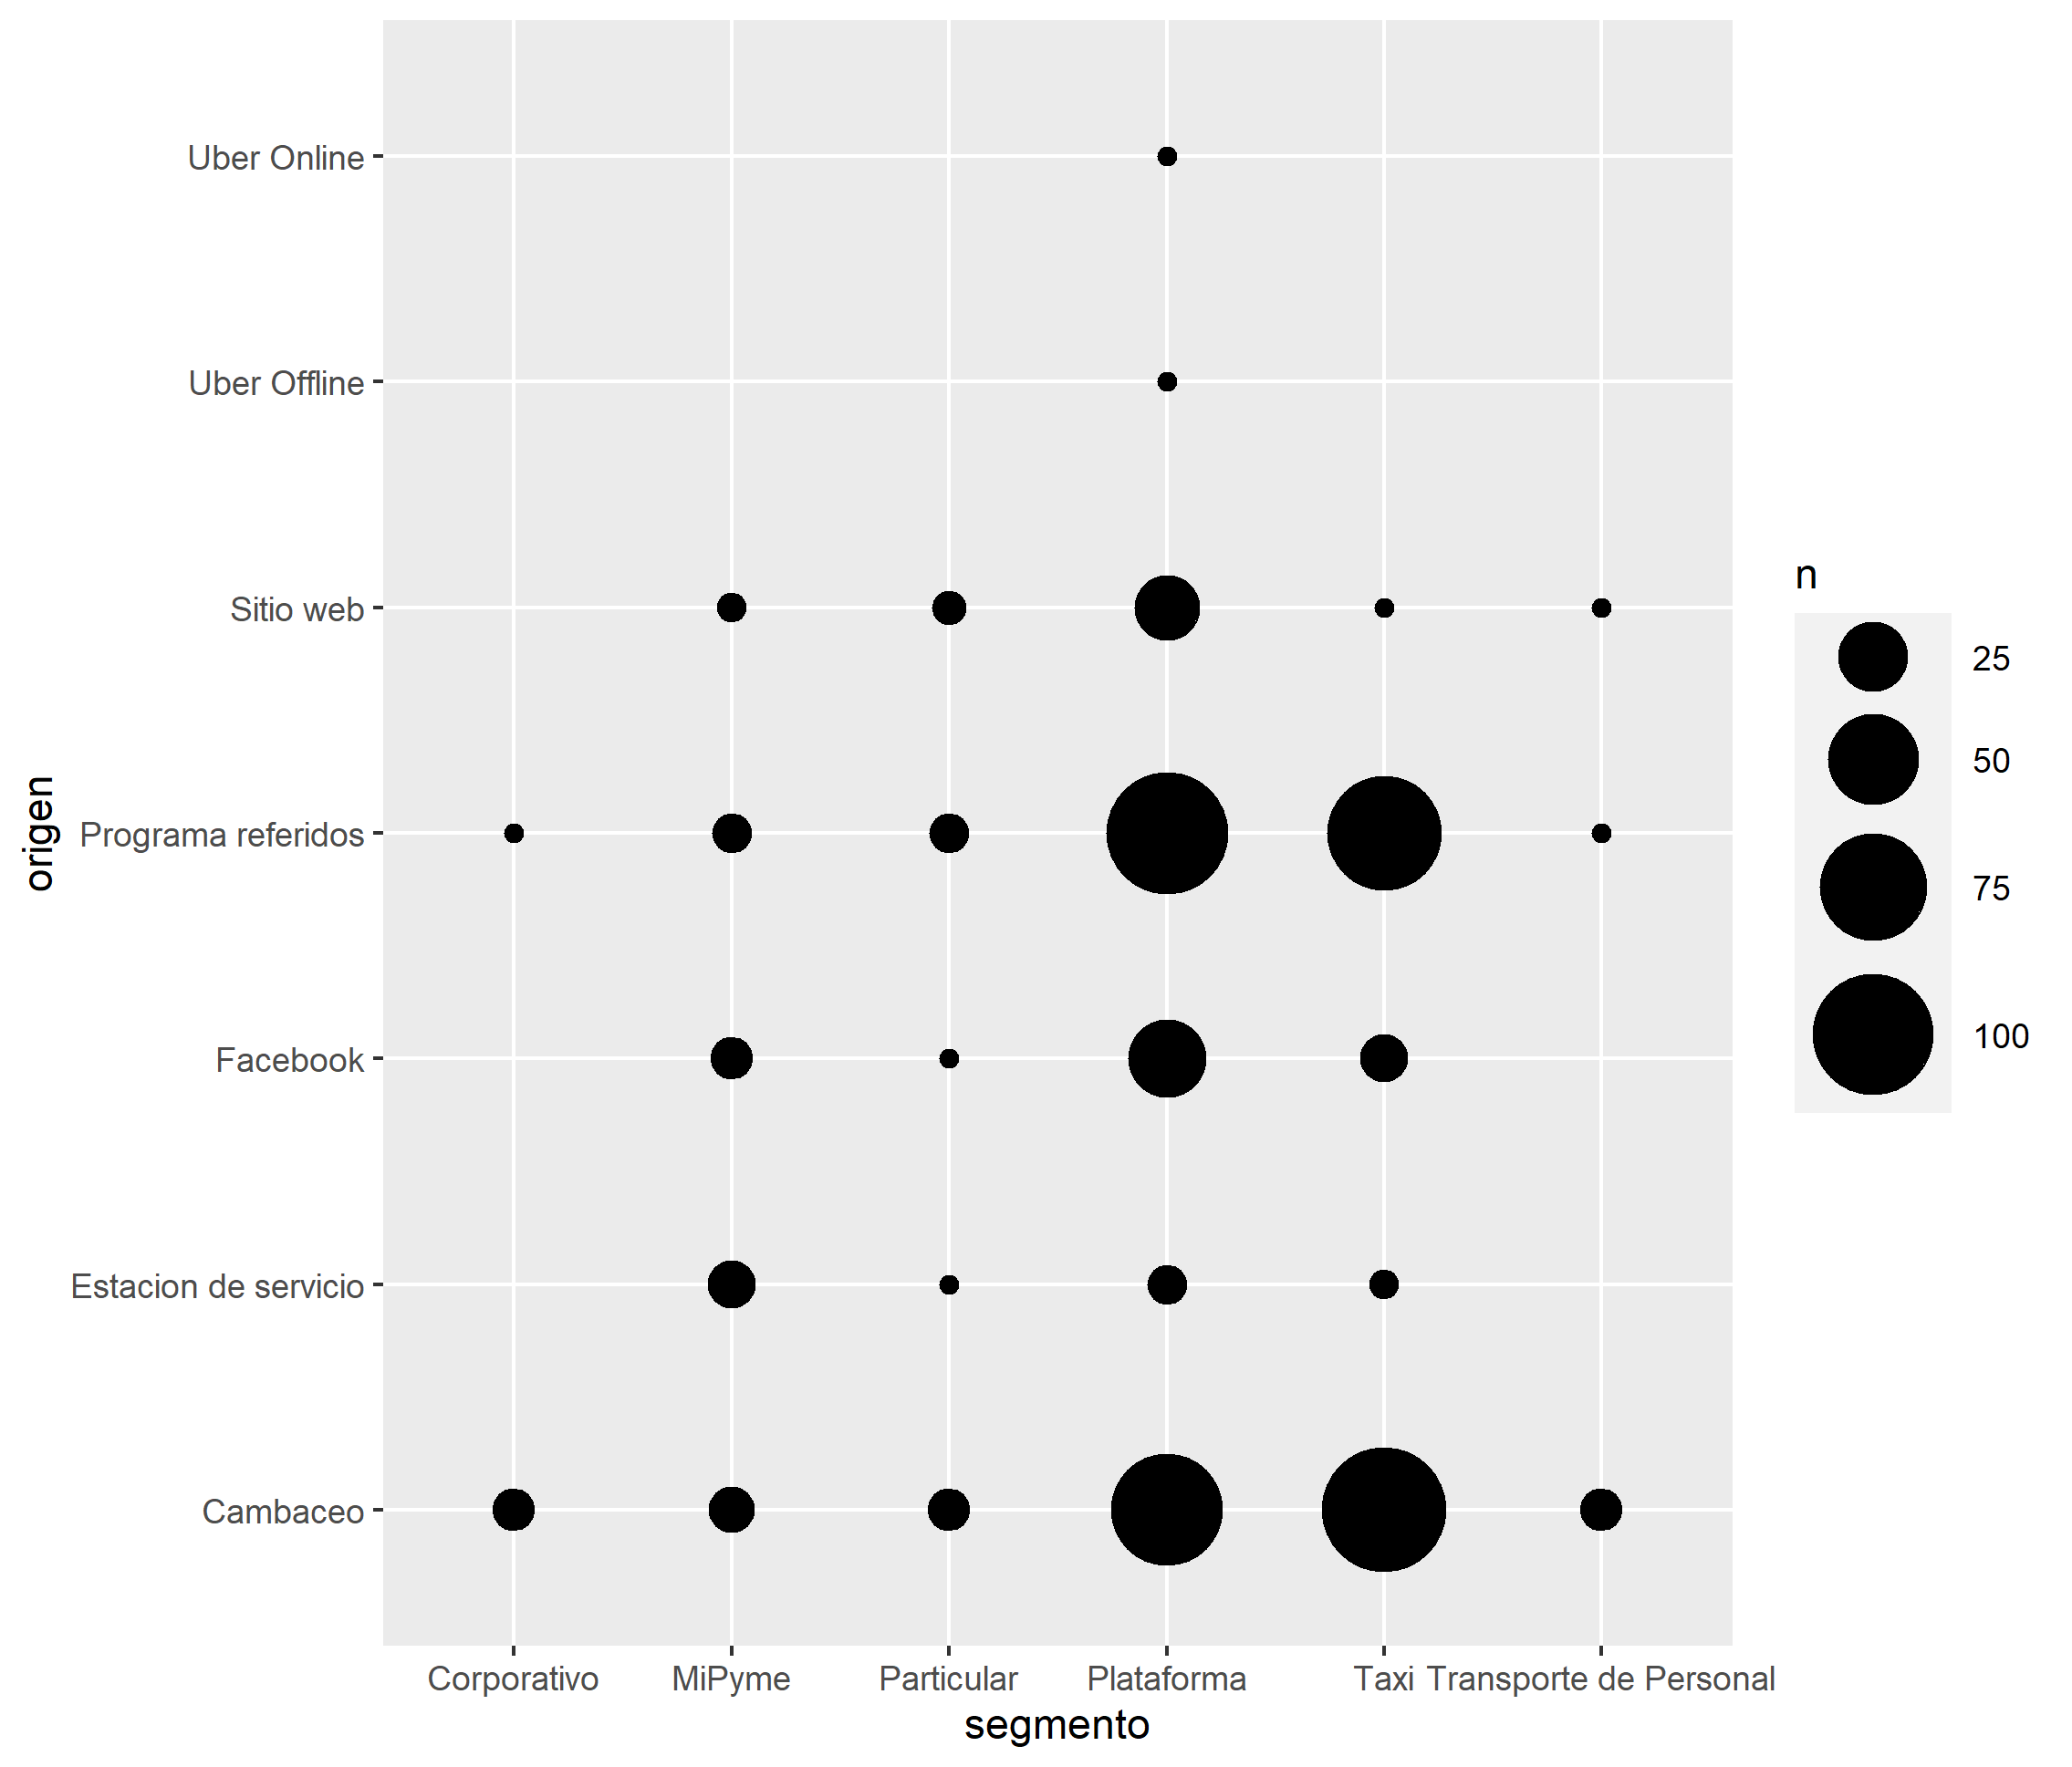 Uber Online
Uber Offline
Sitio web
Programa referidos
Facebook
Estacion de servicio
Cambaceo
origen
Corporativo
MiPyme
Particular
Plataforma
Taxi
Transporte de Personal
segmento
n
25
50
75
100